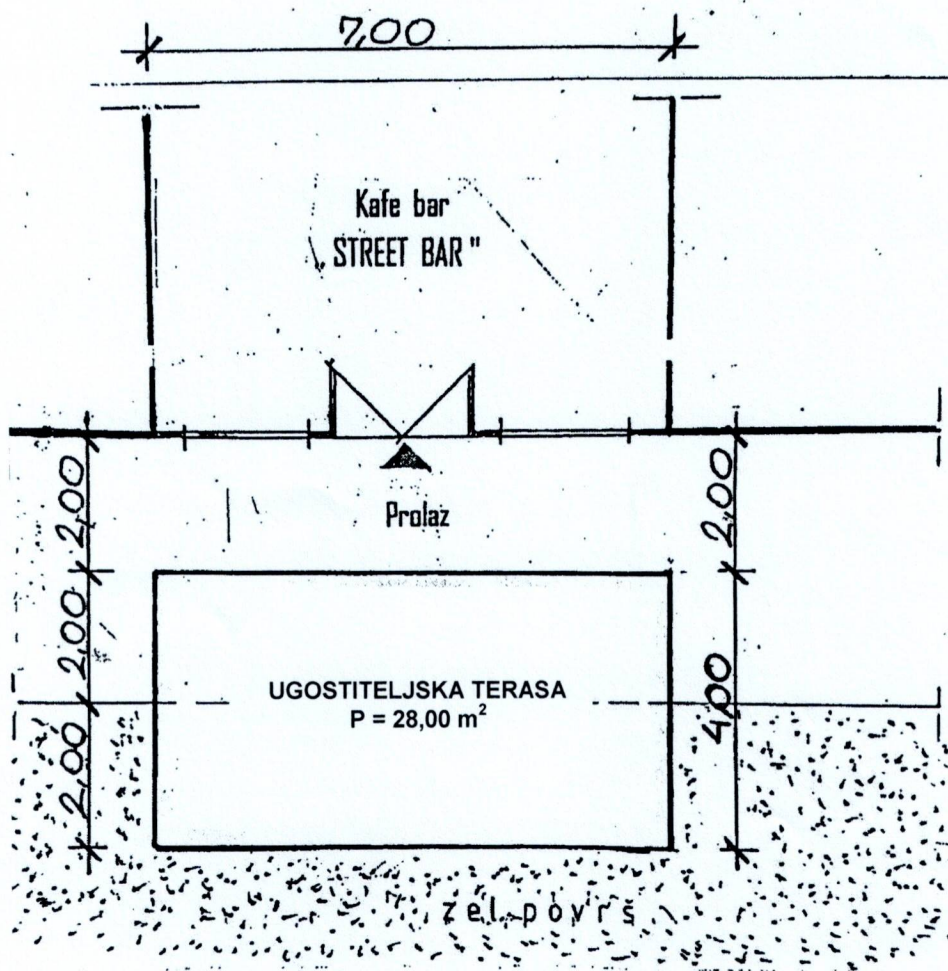 7,00
Kafe bar
„STREET BAR"
2,00
2,00
Prolaz
2,00
UGOSTITELJSKA TERASA
P = 28,00 m²
4,00
2,00
zel. površ